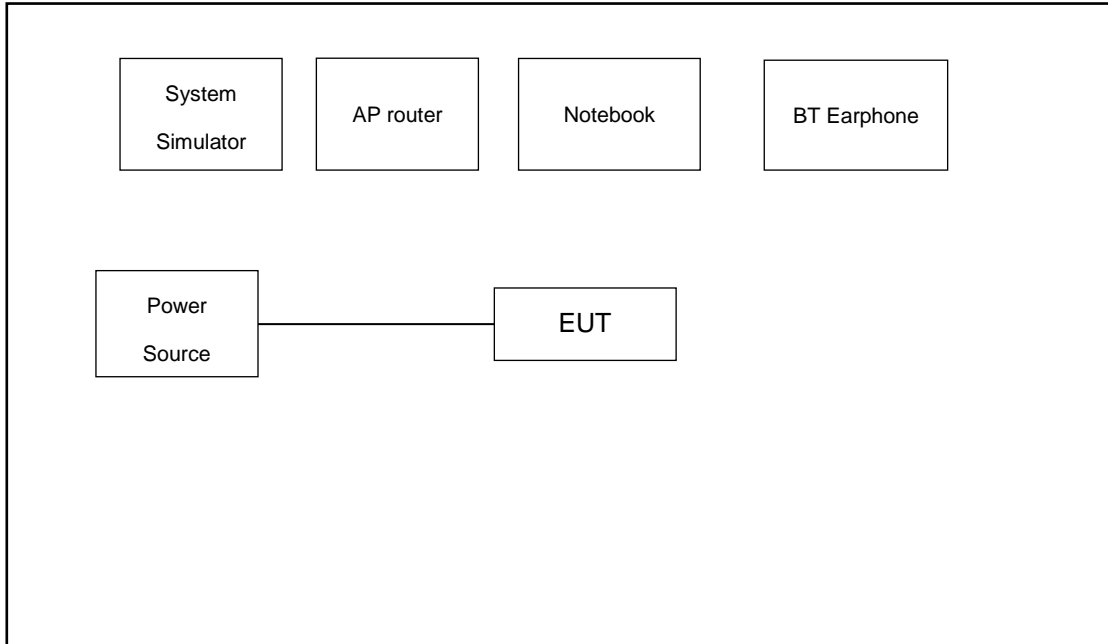 System
Simulator
AP router
Notebook
BT Earphone
Power
Source
EUT